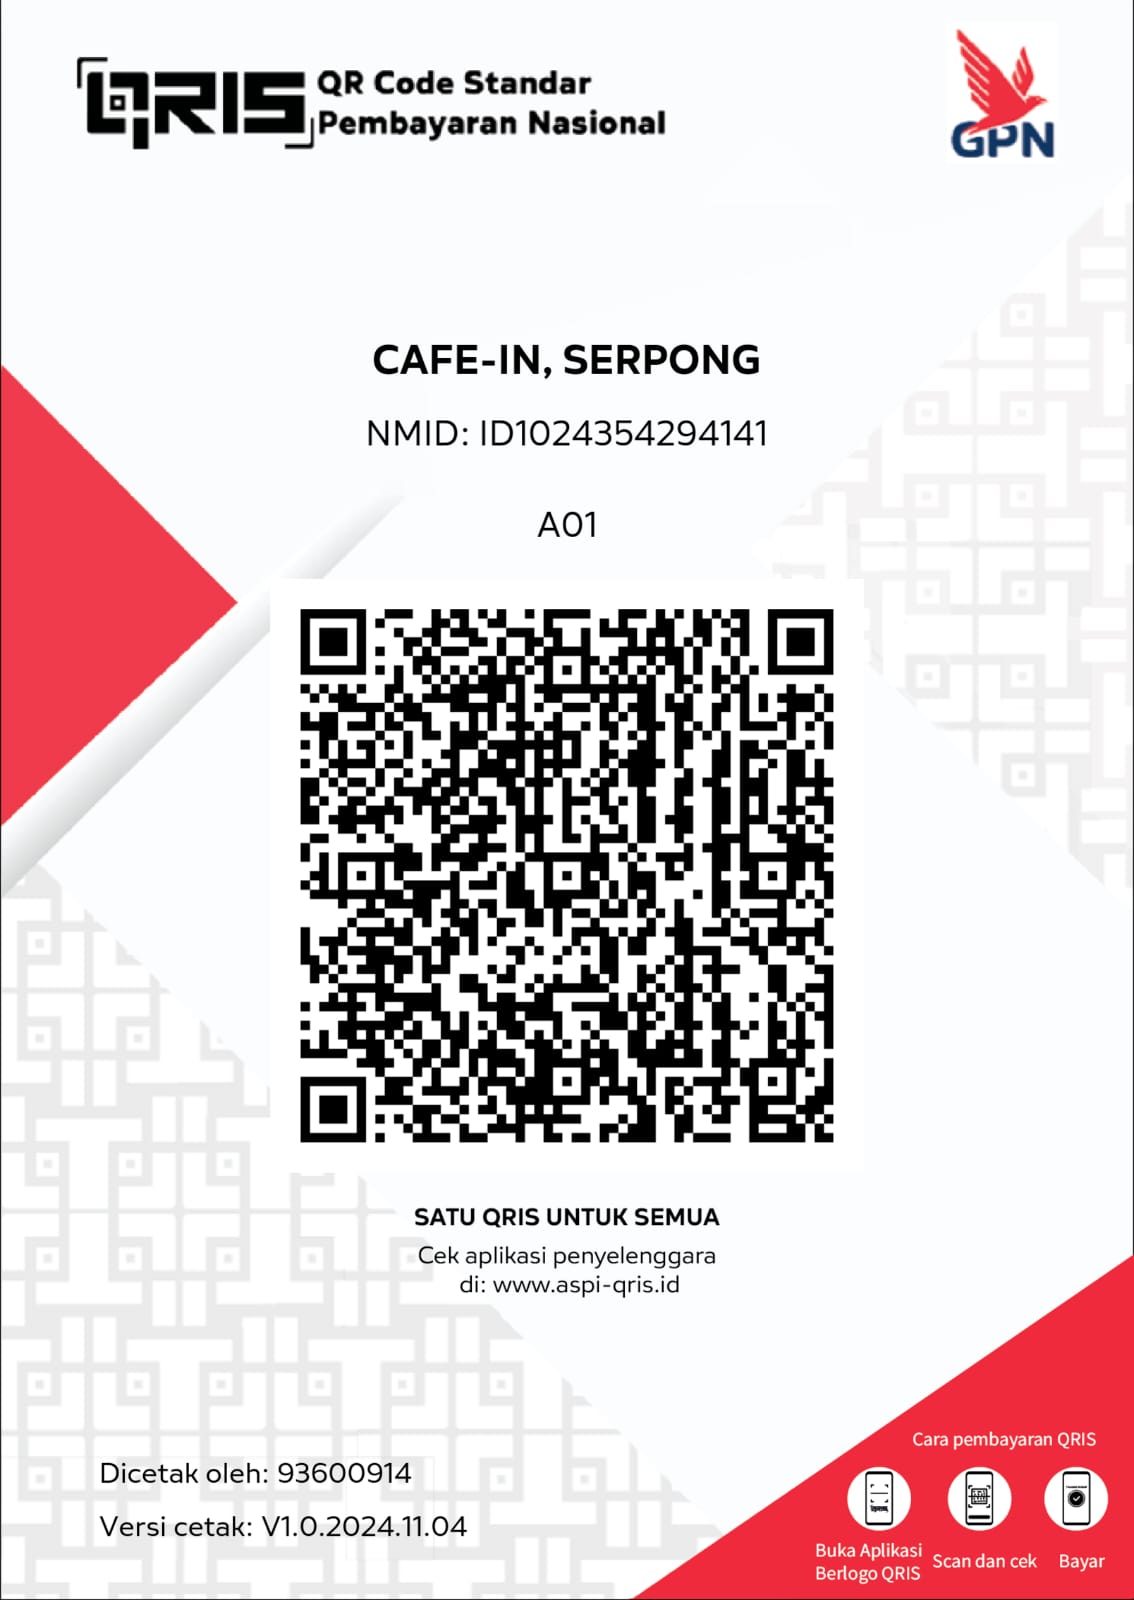 QRIS QR Code Standar
Pembayaran Nasional
GPN
CAFE-IN, SERPONG
NMID: ID1024354294141
A01
SATU QRIS UNTUK SEMUA
Cek aplikasi penyelenggara
di: www.aspi-qris.id
Dicetak oleh: 93600914
Versi cetak: V1.0.2024.11.04
Cara pembayaran QRIS
Buka Aplikasi
Berlogo QRIS
Scan dan cek
Bayar